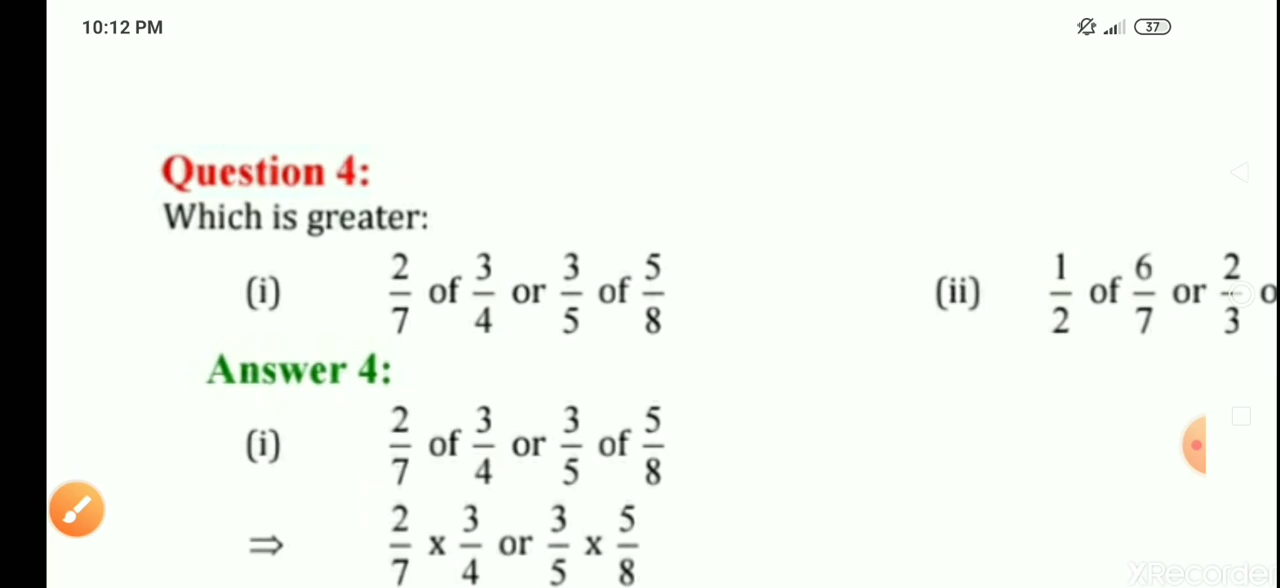 10:12 PM 37
Question 4:
Which is greater:
(i) 2/7 of 3/4 or 3/5 of 5/8 (ii) 1/2 of 6/7 or 2/3 o
Answer 4:
(i) 2/7 of 3/4 or 3/5 of 5/8
⇒ 2/7 x 3/4 or 3/5 x 5/8
XRecorder